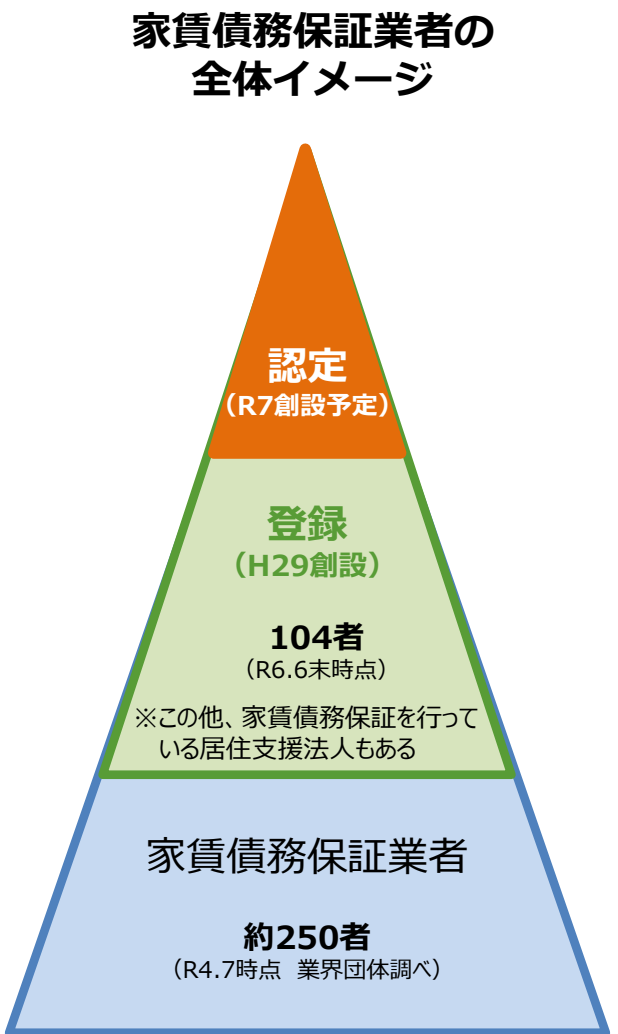 家賃債務保証業者の
全体イメージ
認定
（R7創設予定）
登録
（H29創設）
104者
（R6.6末時点）
※この他、家賃債務保証を行って
いる居住支援法人もある
家賃債務保証業者
約250者
（R4.7時点 業界団体調べ）